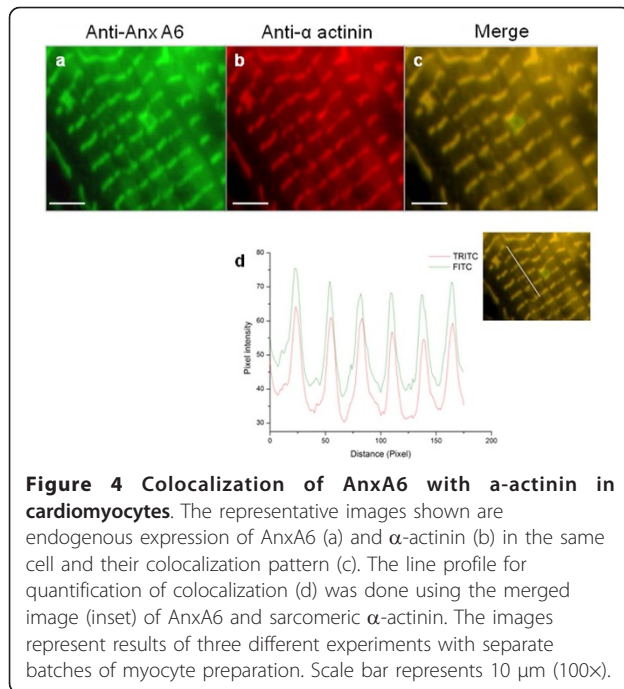 Anti-Anx A6 Anti-α actinin Merge
a b c
d
TRITC
FITC
80
70
60
50
40
30
Pixel intensity
0 50 100 150 200
Distance (Pixel)
Figure 4 Colocalization of AnxA6 with a-actinin in
cardiomyocytes. The representative images shown are
endogenous expression of AnxA6 (a) and α-actinin (b) in the same
cell and their colocalization pattern (c). The line profile for
quantification of colocalization (d) was done using the merged
image (inset) of AnxA6 and sarcomeric α-actinin. The images
represent results of three different experiments with separate
batches of myocyte preparation. Scale bar represents 10 μm (100×).